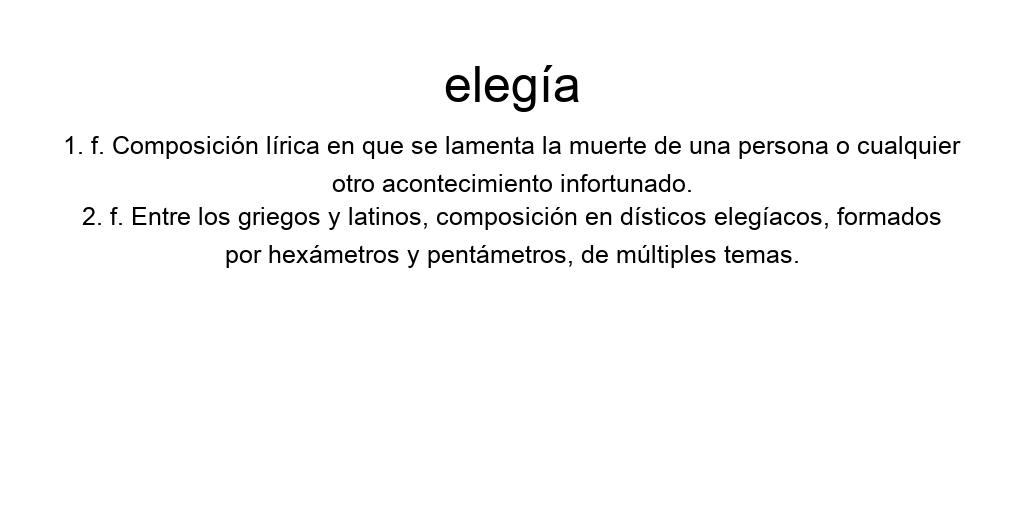 elegía
1. f. Composición lírica en que se lamenta la muerte de una persona o cualquier
otro acontecimiento infortunado.
2. f. Entre los griegos y latinos, composición en dísticos elegíacos, formados
por hexámetros y pentámetros, de múltiples temas.